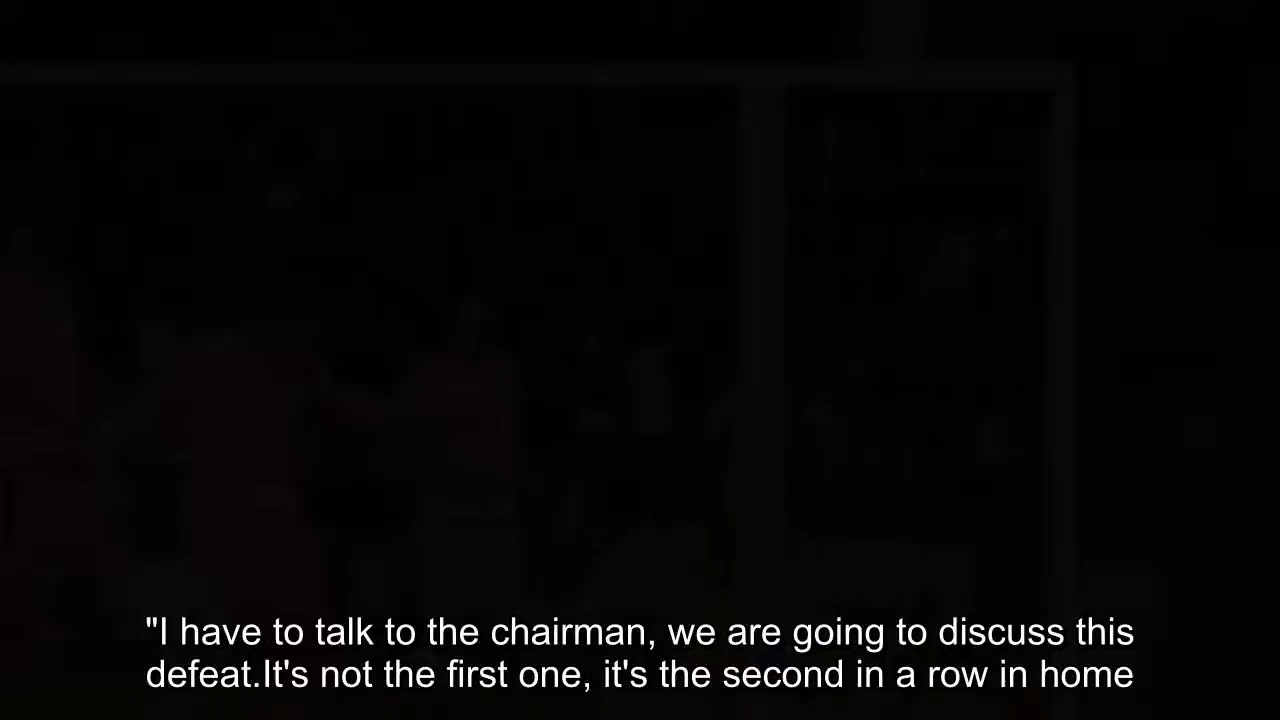 "I have to talk to the chairman, we are going to discuss this
defeat.It's not the first one, it's the second in a row in home